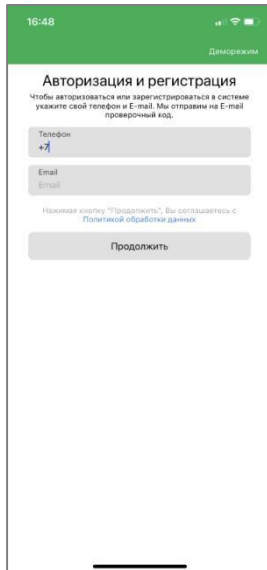 16:48
Деморежим
Авторизация и регистрация
Чтобы авторизоваться или зарегистрироваться в системе
укажите свой телефон и E-mail. Мы отправим на E-mail
проверочный код.
Телефон
+7
Email
Email
Нажимая кнопку "Продолжить", Вы соглашаетесь с
Политикой обработки данных
Продолжить